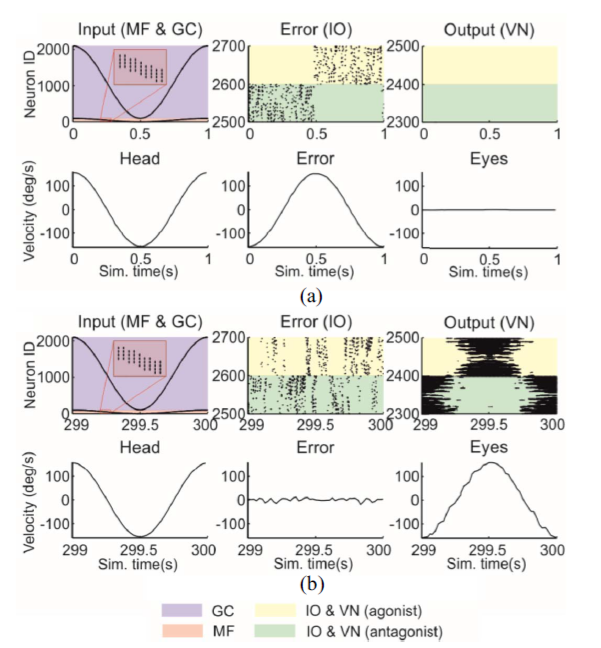 Input (MF & GC) Error (IO) Output (VN)
Neuron ID
2000
1000
0
0 0.5 1
2700
2600
2500
0 0.5 1
2500
2400
2300
0 0.5 1
Head Error Eyes
Velocity (deg/s)
100
0
-100
0 0.5 1
100
0
-100
0 0.5 1
100
0
-100
0 0.5 1
Sim. time(s) Sim. time(s) Sim. time(s)
(a)
Input (MF & GC) Error (IO) Output (VN)
Neuron ID
2000
1000
0
299 299.5 300
2700
2600
2500
299 299.5 300
2500
2400
2300
299 299.5 300
Head Error Eyes
Velocity (deg/s)
100
0
-100
299 299.5 300
100
0
-100
299 299.5 300
100
0
-100
299 299.5 300
Sim. time(s) Sim. time(s) Sim. time(s)
(b)
GC IO & VN (agonist)
MF IO & VN (antagonist)